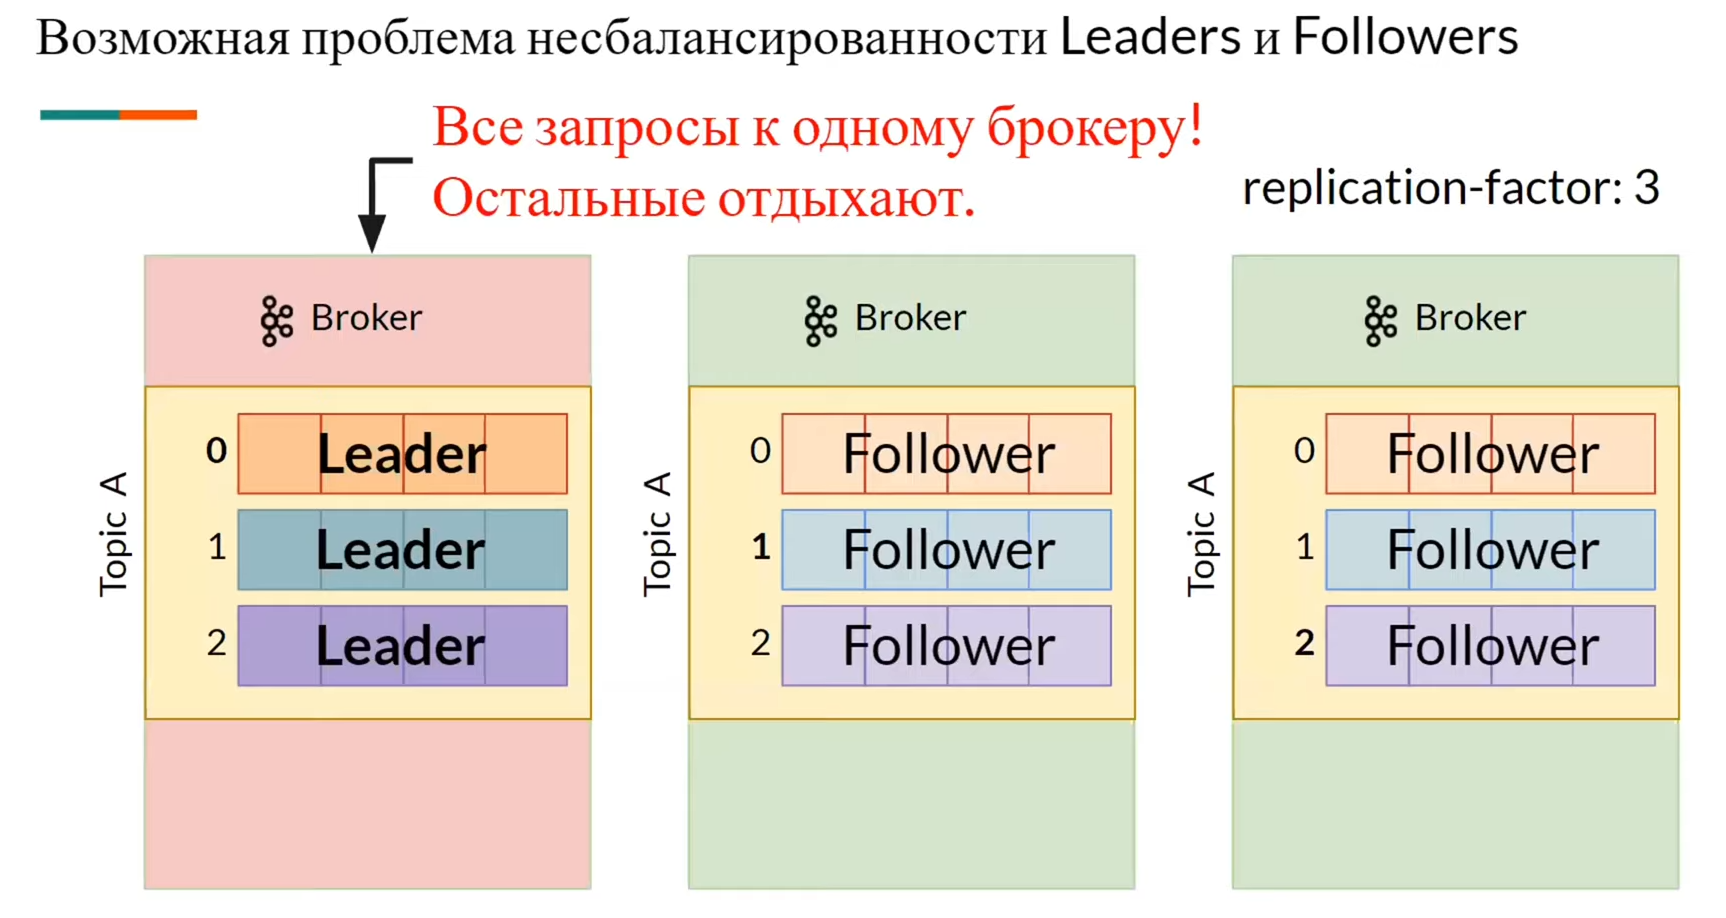 Возможная проблема несбалансированности Leaders и Followers
Все запросы к одному брокеру!
Остальные отдыхают.
replication-factor: 3
Broker
Topic A
0 Leader
1 Leader
2 Leader
Broker
Topic A
0 Follower
1 Follower
2 Follower
Broker
Topic A
0 Follower
1 Follower
2 Follower